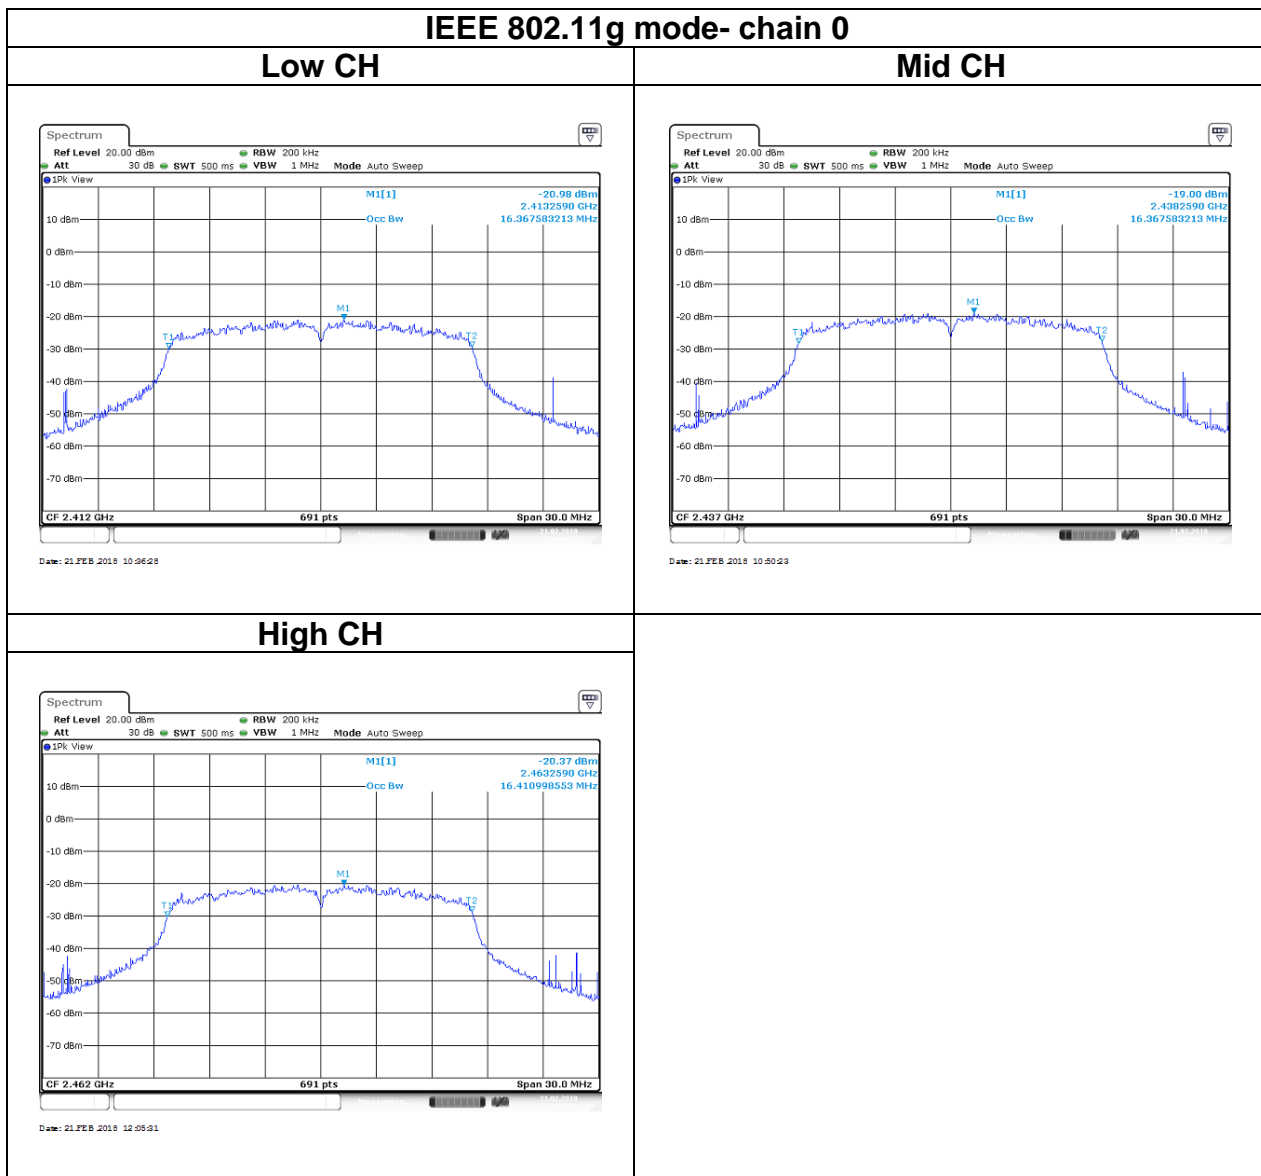 IEEE 802.11g mode- chain 0
Low CH
Mid CH
Spectrum
Ref Level 20.00 dBm RBW 200 kHz
Att 30 dB SWT 500 ms VBW 1 MHz Mode Auto Sweep
1Pk View
M1[1] -20.98 dBm
2.4132590 GHz
10 dBm Occ Bw 16.367583213 MHz
0 dBm
-10 dBm
M1
-20 dBm
T1 T2
-30 dBm
-40 dBm
-50 dBm
-60 dBm
-70 dBm
CF 2.412 GHz 691 pts Span 30.0 MHz
Date: 21.FEB.2018 10:36:28
Spectrum
Ref Level 20.00 dBm RBW 200 kHz
Att 30 dB SWT 500 ms VBW 1 MHz Mode Auto Sweep
1Pk View
M1[1] -19.00 dBm
2.4382590 GHz
10 dBm Occ Bw 16.367583213 MHz
0 dBm
-10 dBm
M1
-20 dBm
T1 T2
-30 dBm
-40 dBm
-50 dBm
-60 dBm
-70 dBm
CF 2.437 GHz 691 pts Span 30.0 MHz
Date: 21.FEB.2018 10:50:23
High CH
Spectrum
Ref Level 20.00 dBm RBW 200 kHz
Att 30 dB SWT 500 ms VBW 1 MHz Mode Auto Sweep
1Pk View
M1[1] -20.37 dBm
2.4632590 GHz
10 dBm Occ Bw 16.410998553 MHz
0 dBm
-10 dBm
M1
-20 dBm
T1 T2
-30 dBm
-40 dBm
-50 dBm
-60 dBm
-70 dBm
CF 2.462 GHz 691 pts Span 30.0 MHz
Date: 21.FEB.2018 12:05:31